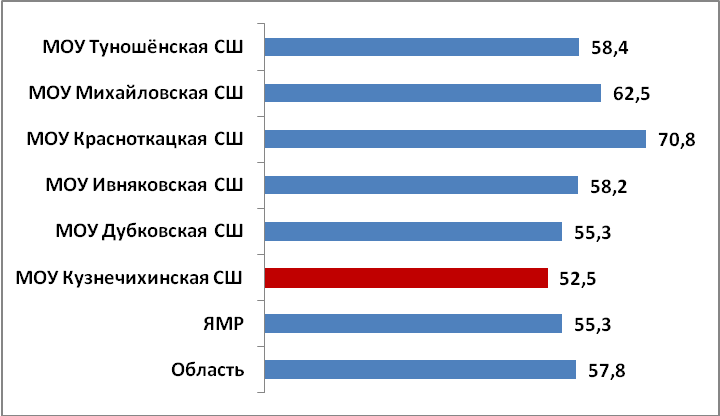 МОУ Туношёнская СШ 58,4
МОУ Михайловская СШ 62,5
МОУ Красноткацкая СШ 70,8
МОУ Ивняковская СШ 58,2
МОУ Дубковская СШ 55,3
МОУ Кузнечихинская СШ 52,5
ЯМР 55,3
Область 57,8